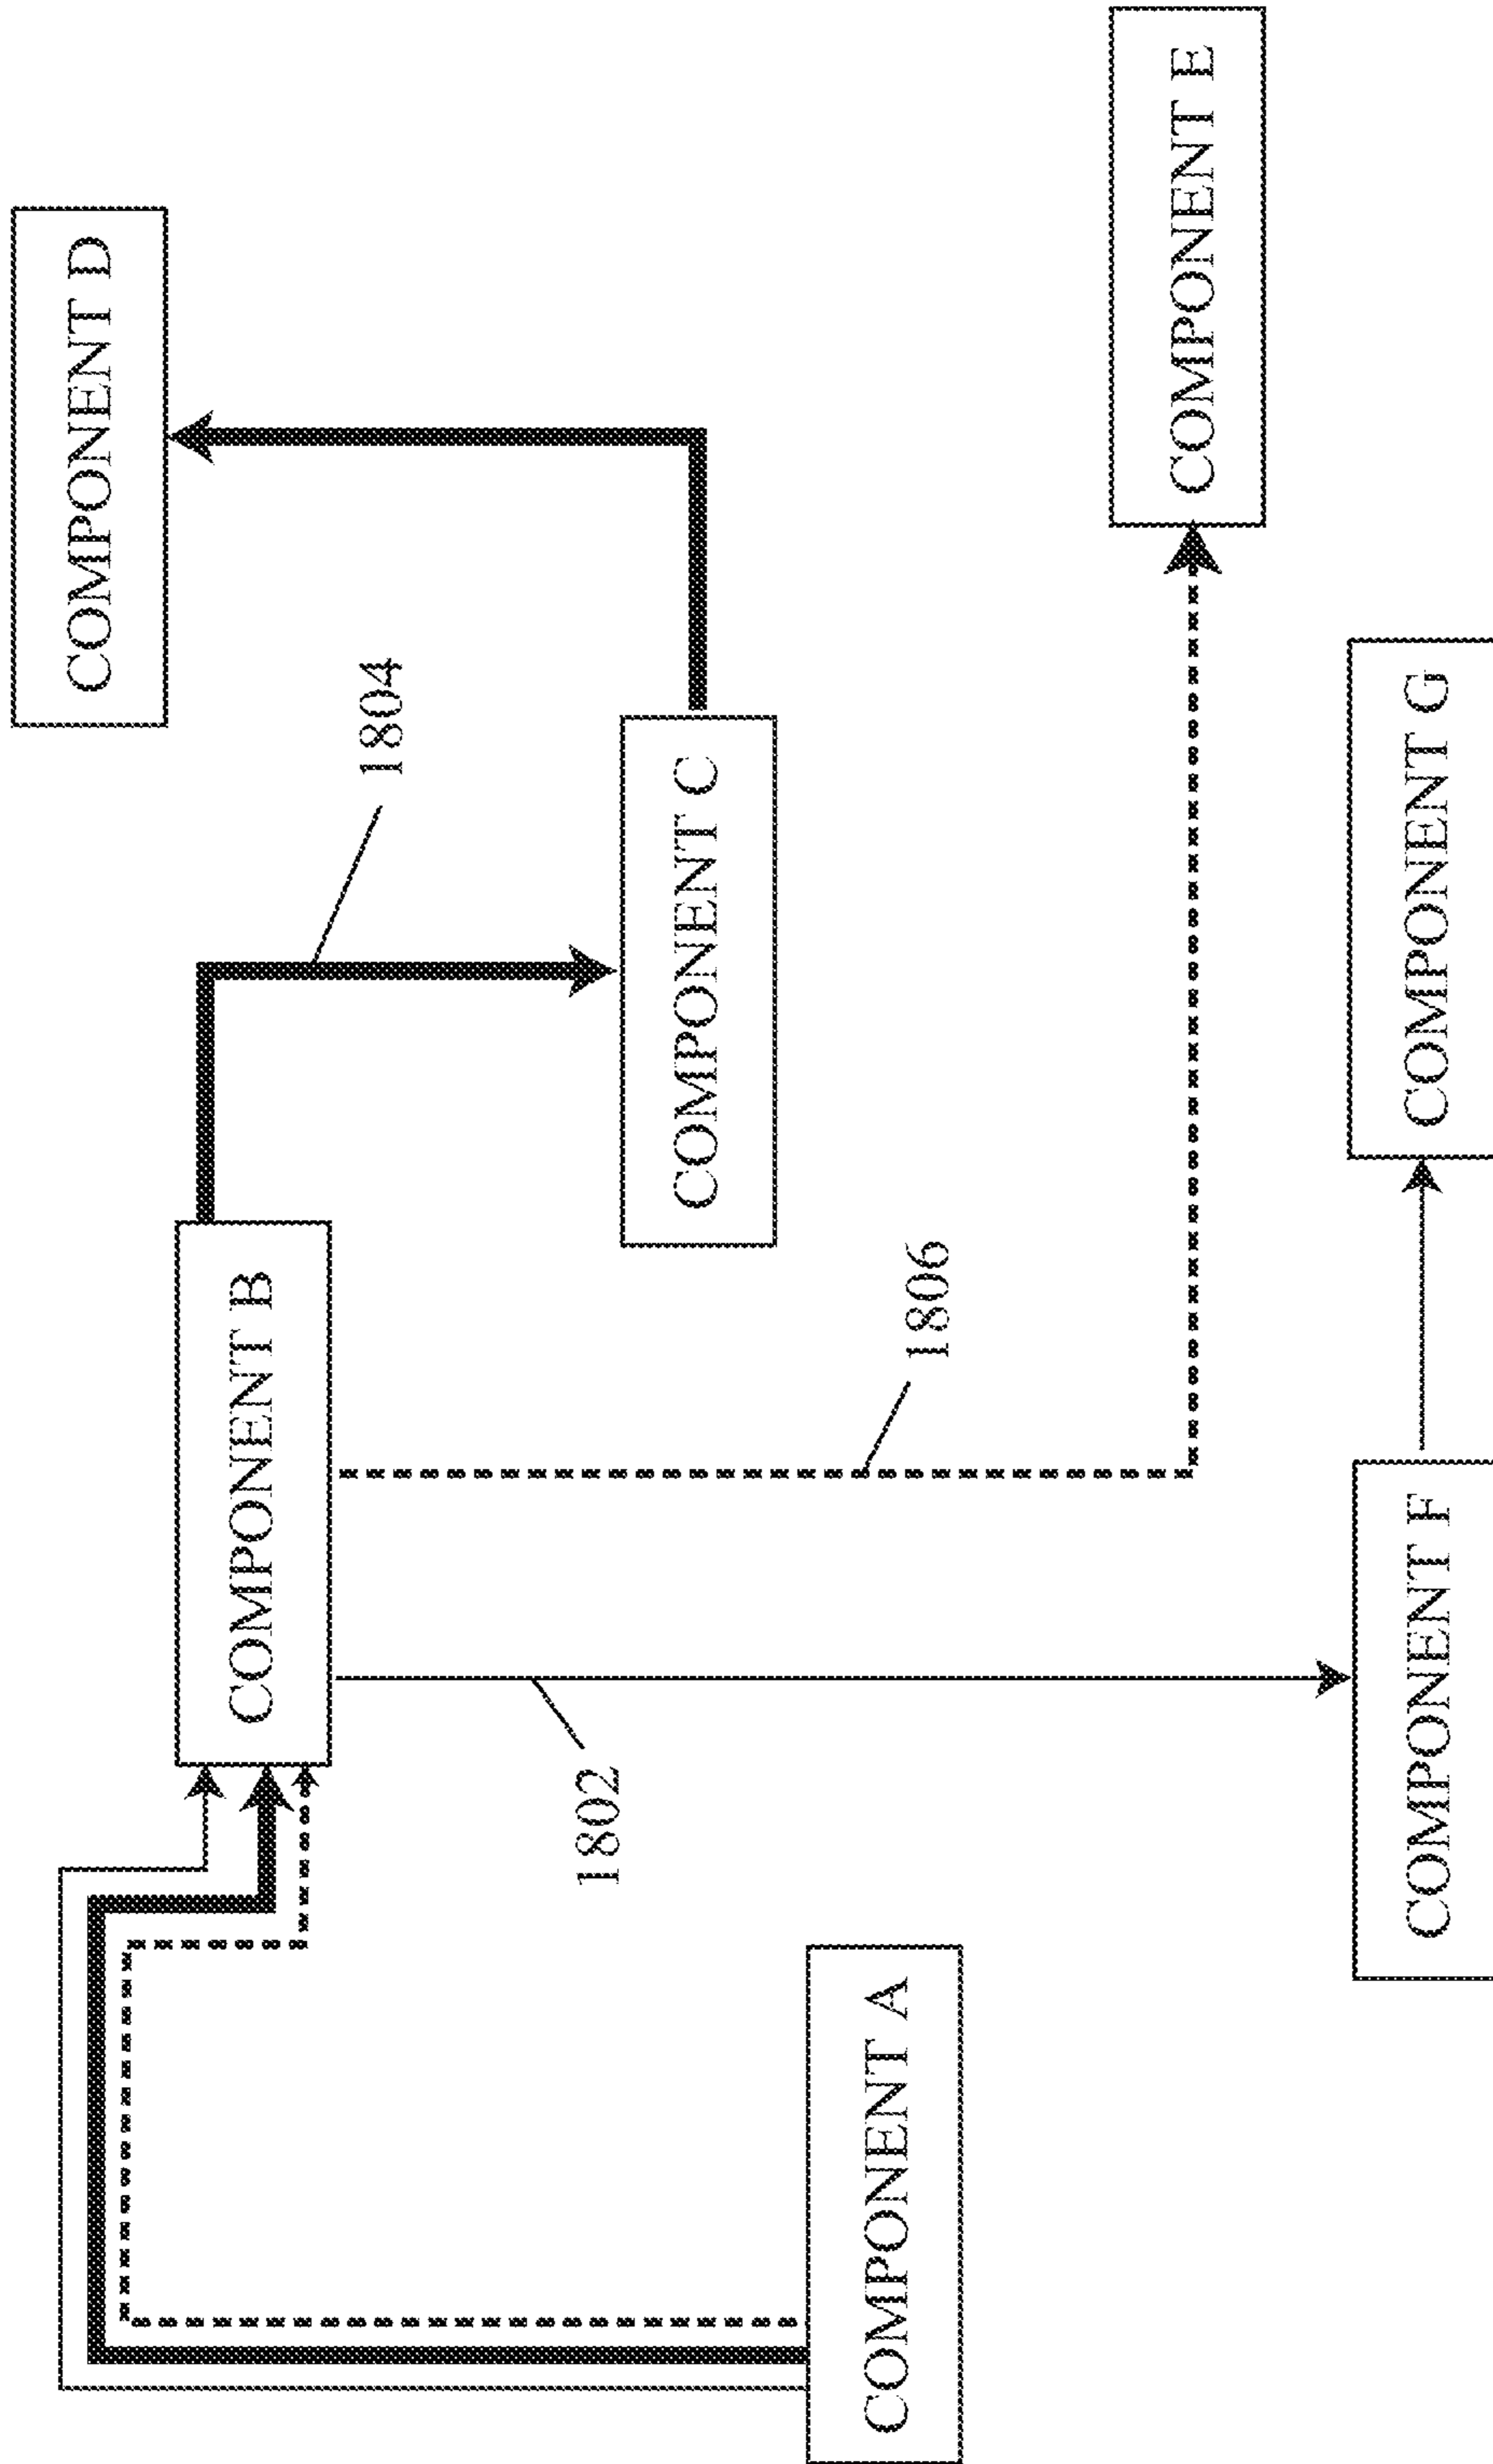 COMPONENT D
COMPONENT B
1804
COMPONENT C
COMPONENT A
1802
1806
COMPONENT E
COMPONENT F
COMPONENT G